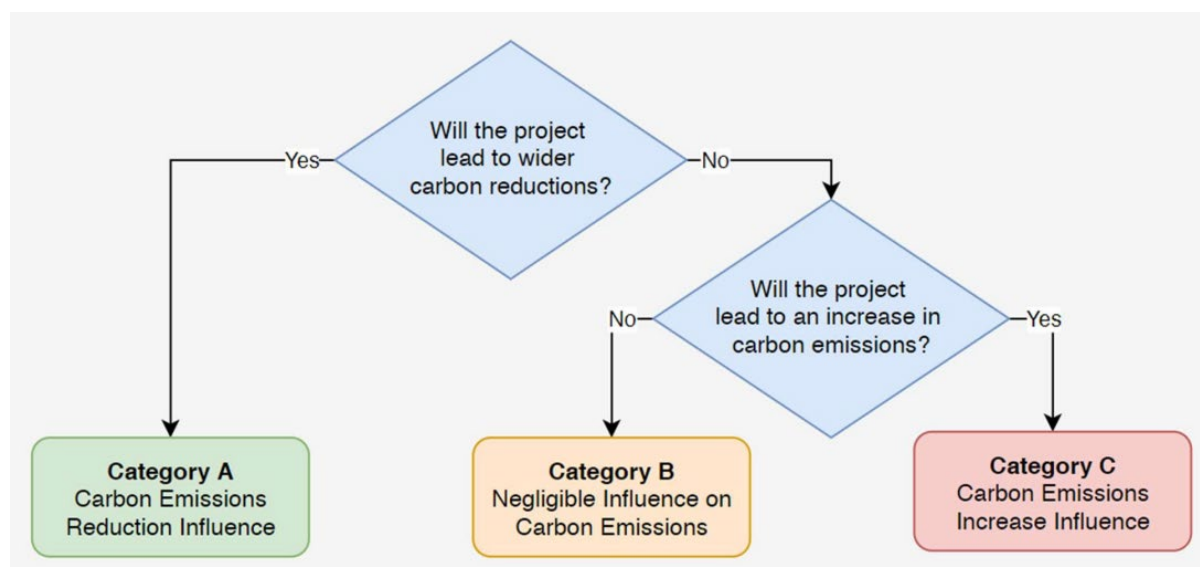 Will the project
lead to wider
carbon reductions?
Yes
No
Will the project
lead to an increase in
carbon emissions?
No
Yes
Category A
Carbon Emissions
Reduction Influence
Category B
Negligible Influence on
Carbon Emissions
Category C
Carbon Emissions
Increase Influence